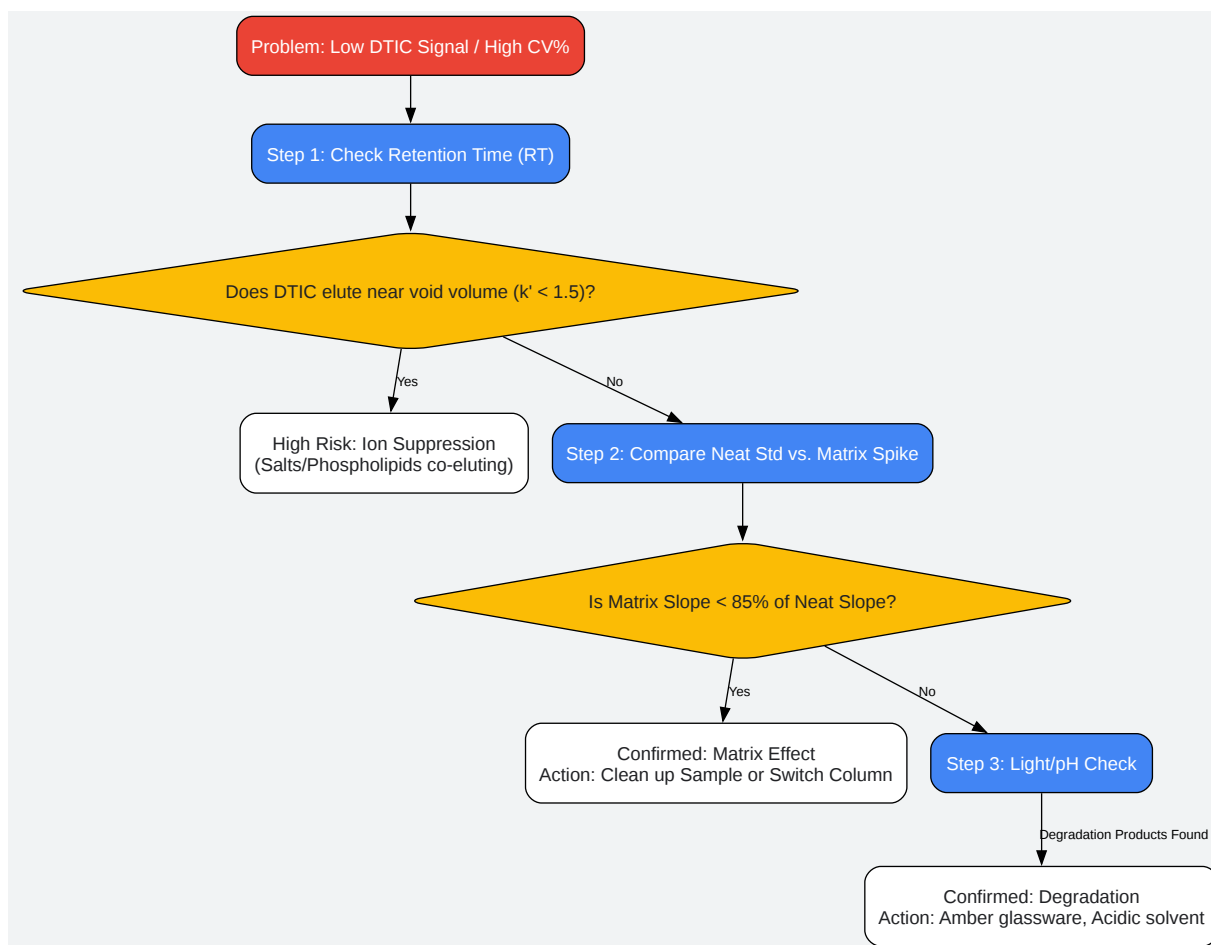 Problem: Low DTIC Signal / High CV%
Step 1: Check Retention Time (RT)
Does DTIC elute near void volume (k' < 1.5)?
Yes
No
High Risk: Ion Suppression
(Salts/Phospholipids co-eluting)
Step 2: Compare Neat Std vs. Matrix Spike
Is Matrix Slope < 85% of Neat Slope?
Yes
No
Confirmed: Matrix Effect
Action: Clean up Sample or Switch Column
Step 3: Light/pH Check
Degradation Products Found
Confirmed: Degradation
Action: Amber glassware, Acidic solvent